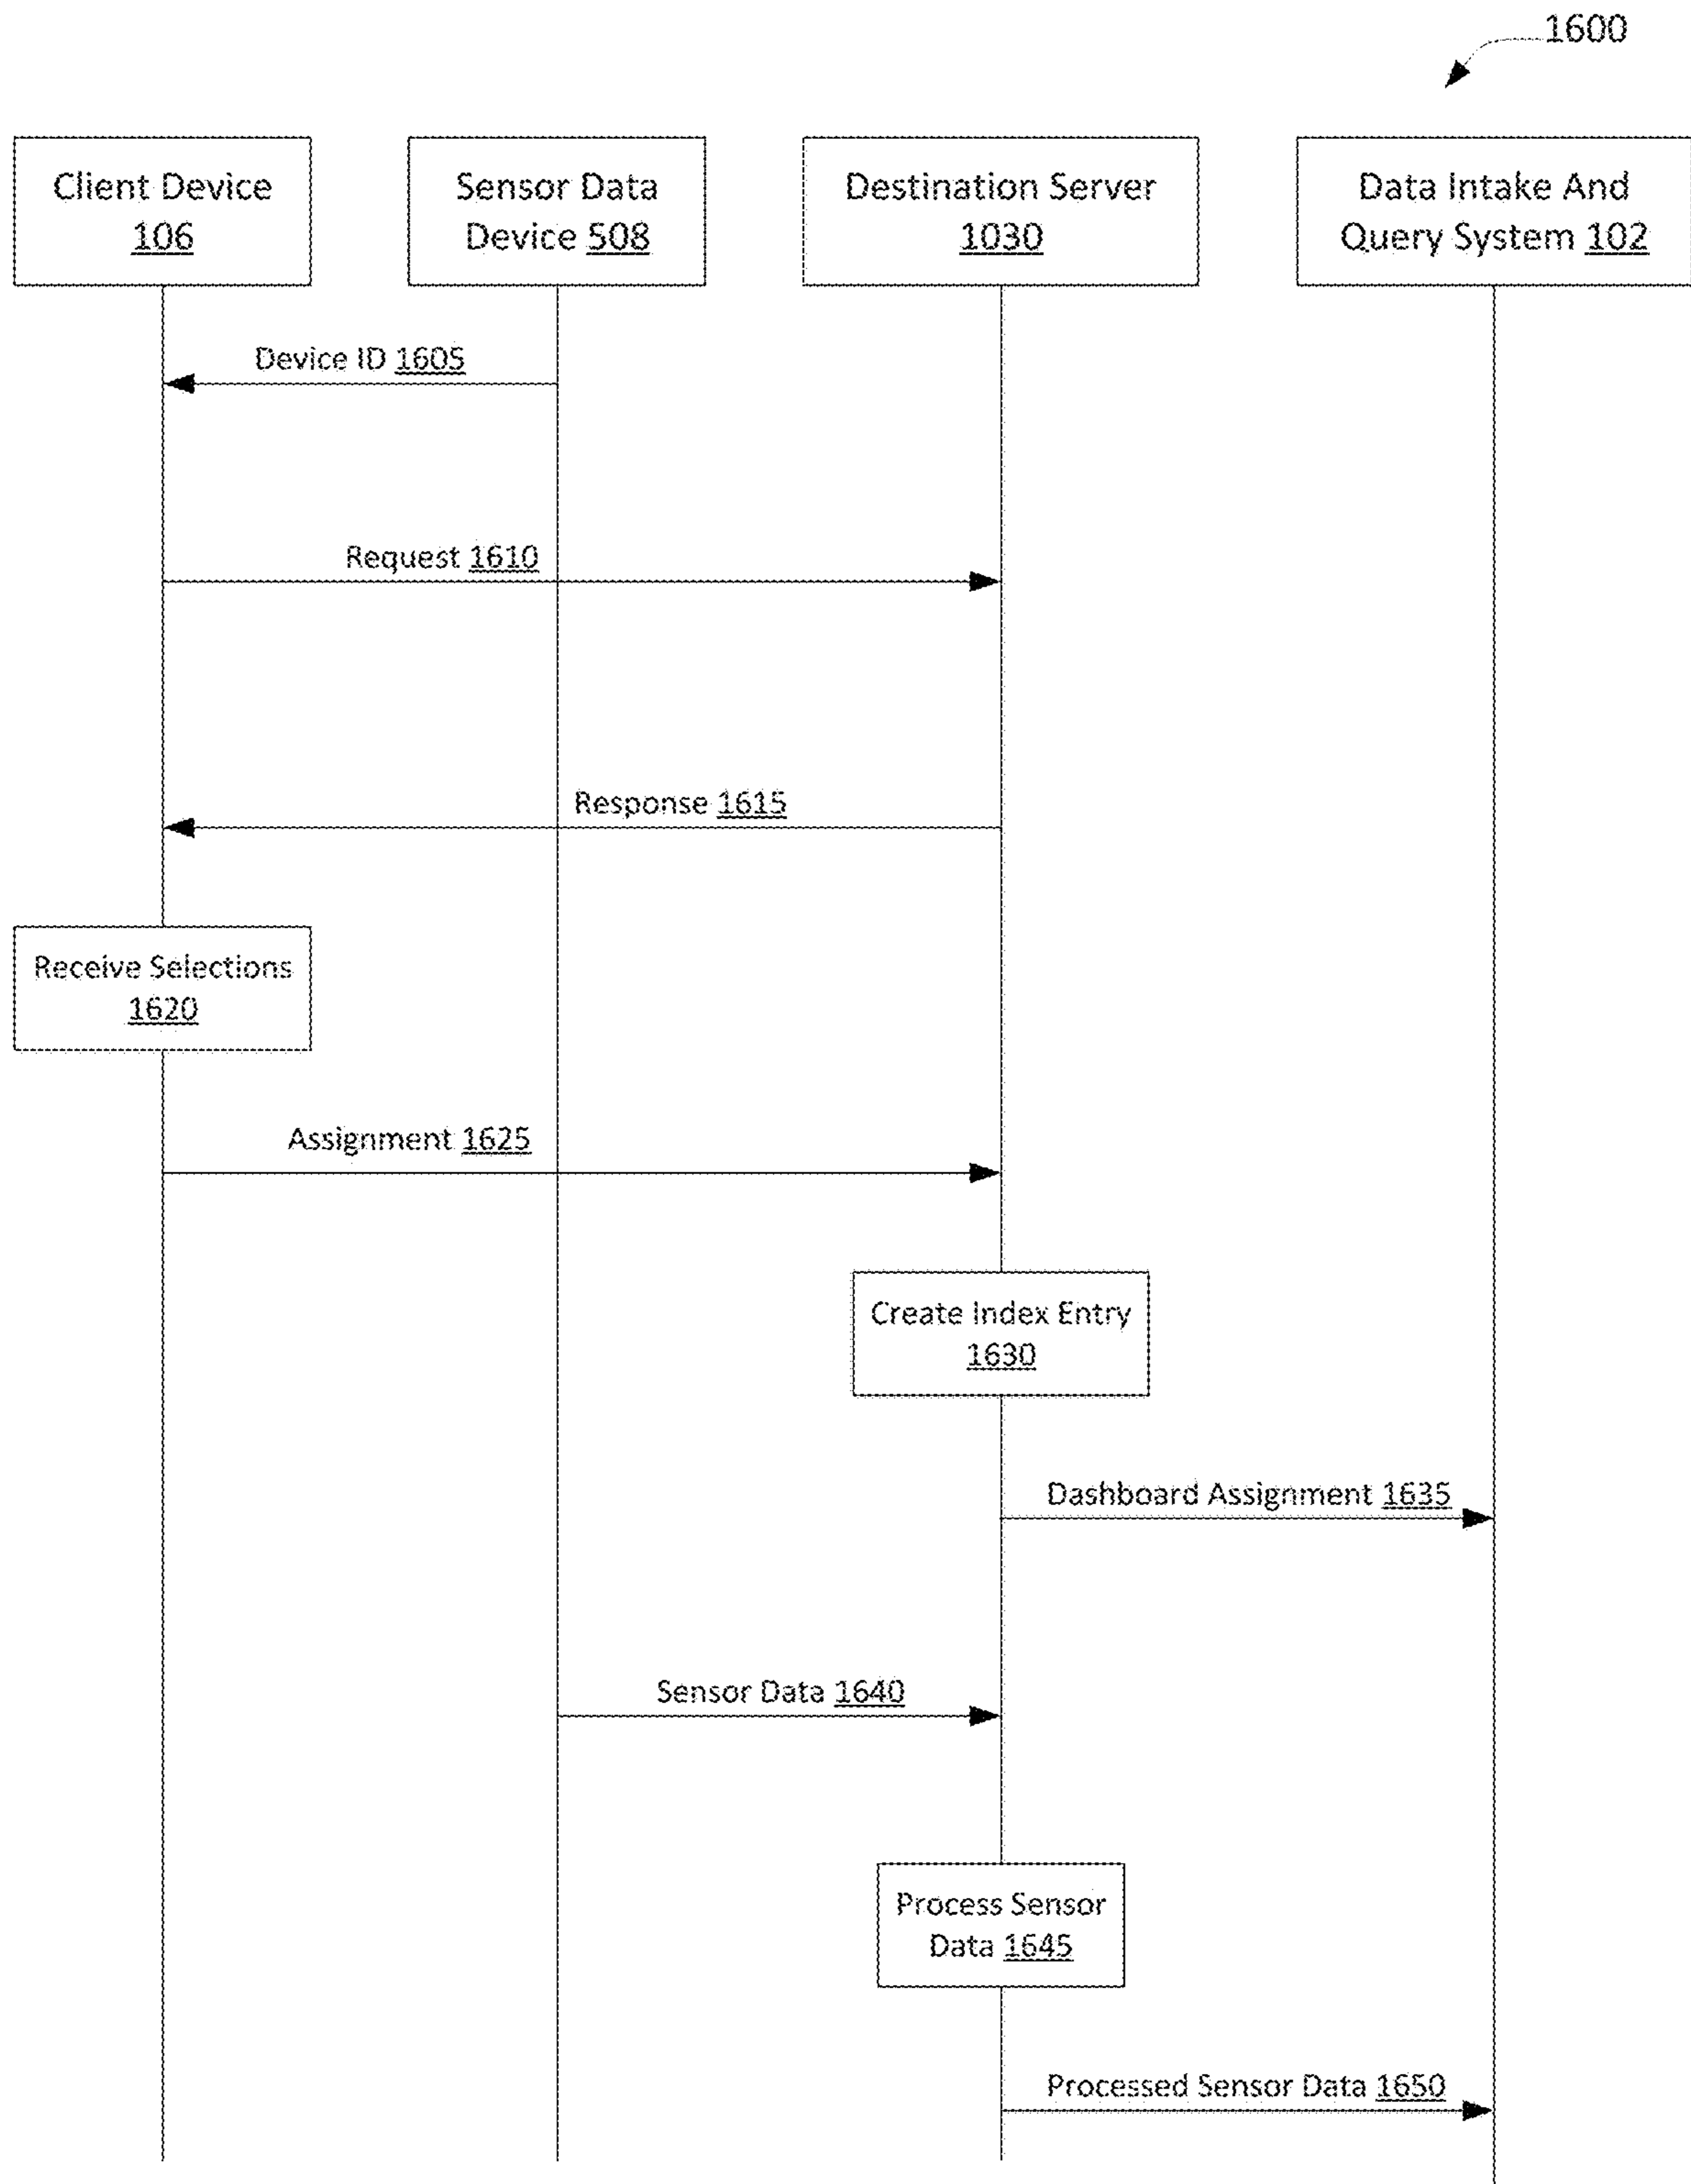 1600
Client Device
106
Sensor Data
Device 508
Destination Server
1030
Data Intake And
Query System 102
Device ID 1605
Request 1610
Response 1615
Receive Selections
1620
Assignment 1625
Create Index Entry
1630
Dashboard Assignment 1635
Sensor Data 1640
Process Sensor
Data 1645
Processed Sensor Data 1650